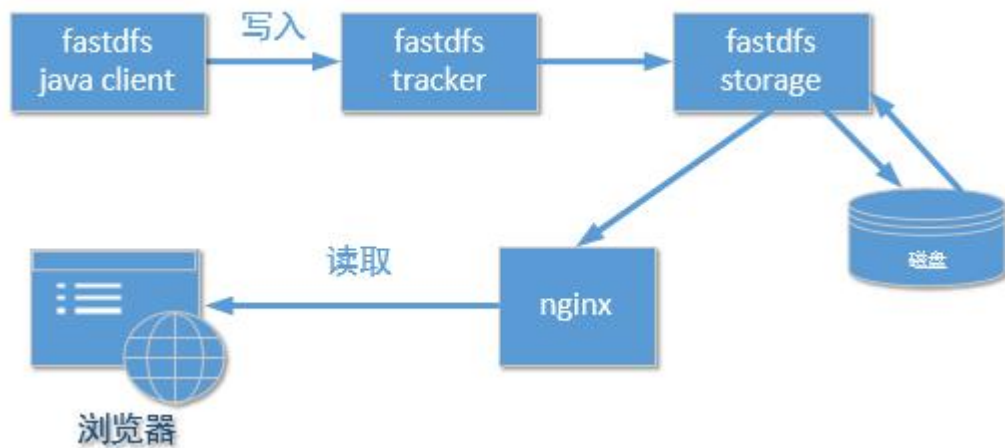 fastdfs
java client
写入
fastdfs
tracker
fastdfs
storage
磁盘
读取
nginx
浏览器